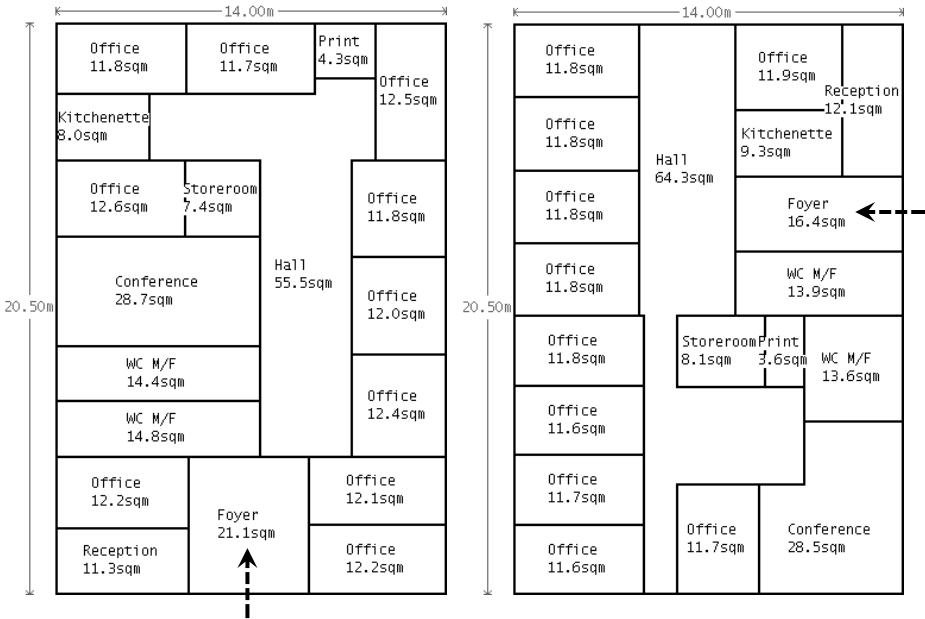 14.00m
Office
11.8sqm
Office
11.7sqm
Print
4.3sqm
Office
12.5sqm
Kitchenette
8.0sqm
Office
12.6sqm
Storeroom
7.4sqm
Office
11.8sqm
Conference
28.7sqm
Hall
55.5sqm
20.50m
Office
12.0sqm
WC M/F
14.4sqm
Office
12.4sqm
WC M/F
14.8sqm
Office
12.2sqm
Foyer
21.1sqm
Office
12.1sqm
Reception
11.3sqm
Office
12.2sqm
14.00m
Office
11.8sqm
Office
11.9sqm
Reception
12.1sqm
Office
11.8sqm
Kitchenette
9.3sqm
Hall
64.3sqm
Office
11.8sqm
Foyer
16.4sqm
Office
11.8sqm
WC M/F
13.9sqm
20.50m
Office
11.8sqm
Storeroom
8.1sqm
Print
3.6sqm
WC M/F
13.6sqm
Office
11.6sqm
Office
11.7sqm
Office
11.6sqm
Office
11.7sqm
Conference
28.5sqm